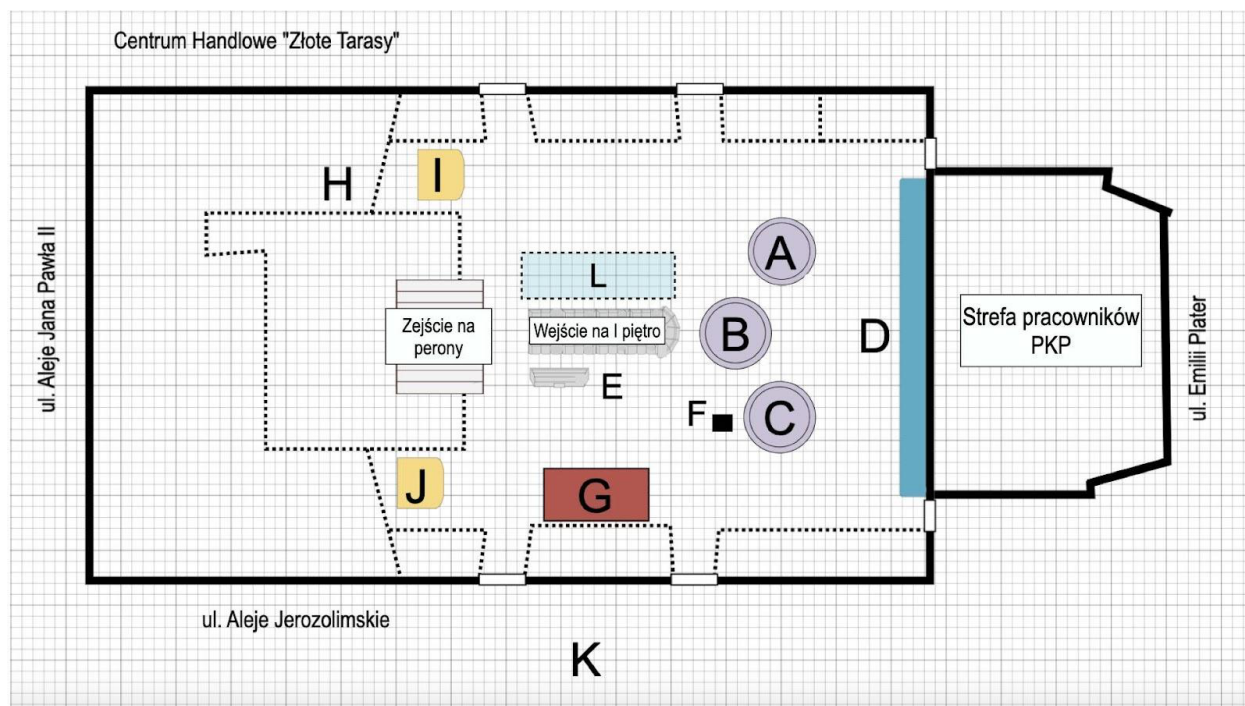 Centrum Handlowe "Złote Tarasy"
H
I
A
L
ul. Aleje Jana Pawła II
Zejście na
perony
Wejście na I piętro
B
D
Strefa pracowników
PKP
ul. Emilii Plater
E
F
C
J
G
ul. Aleje Jerozolimskie
K